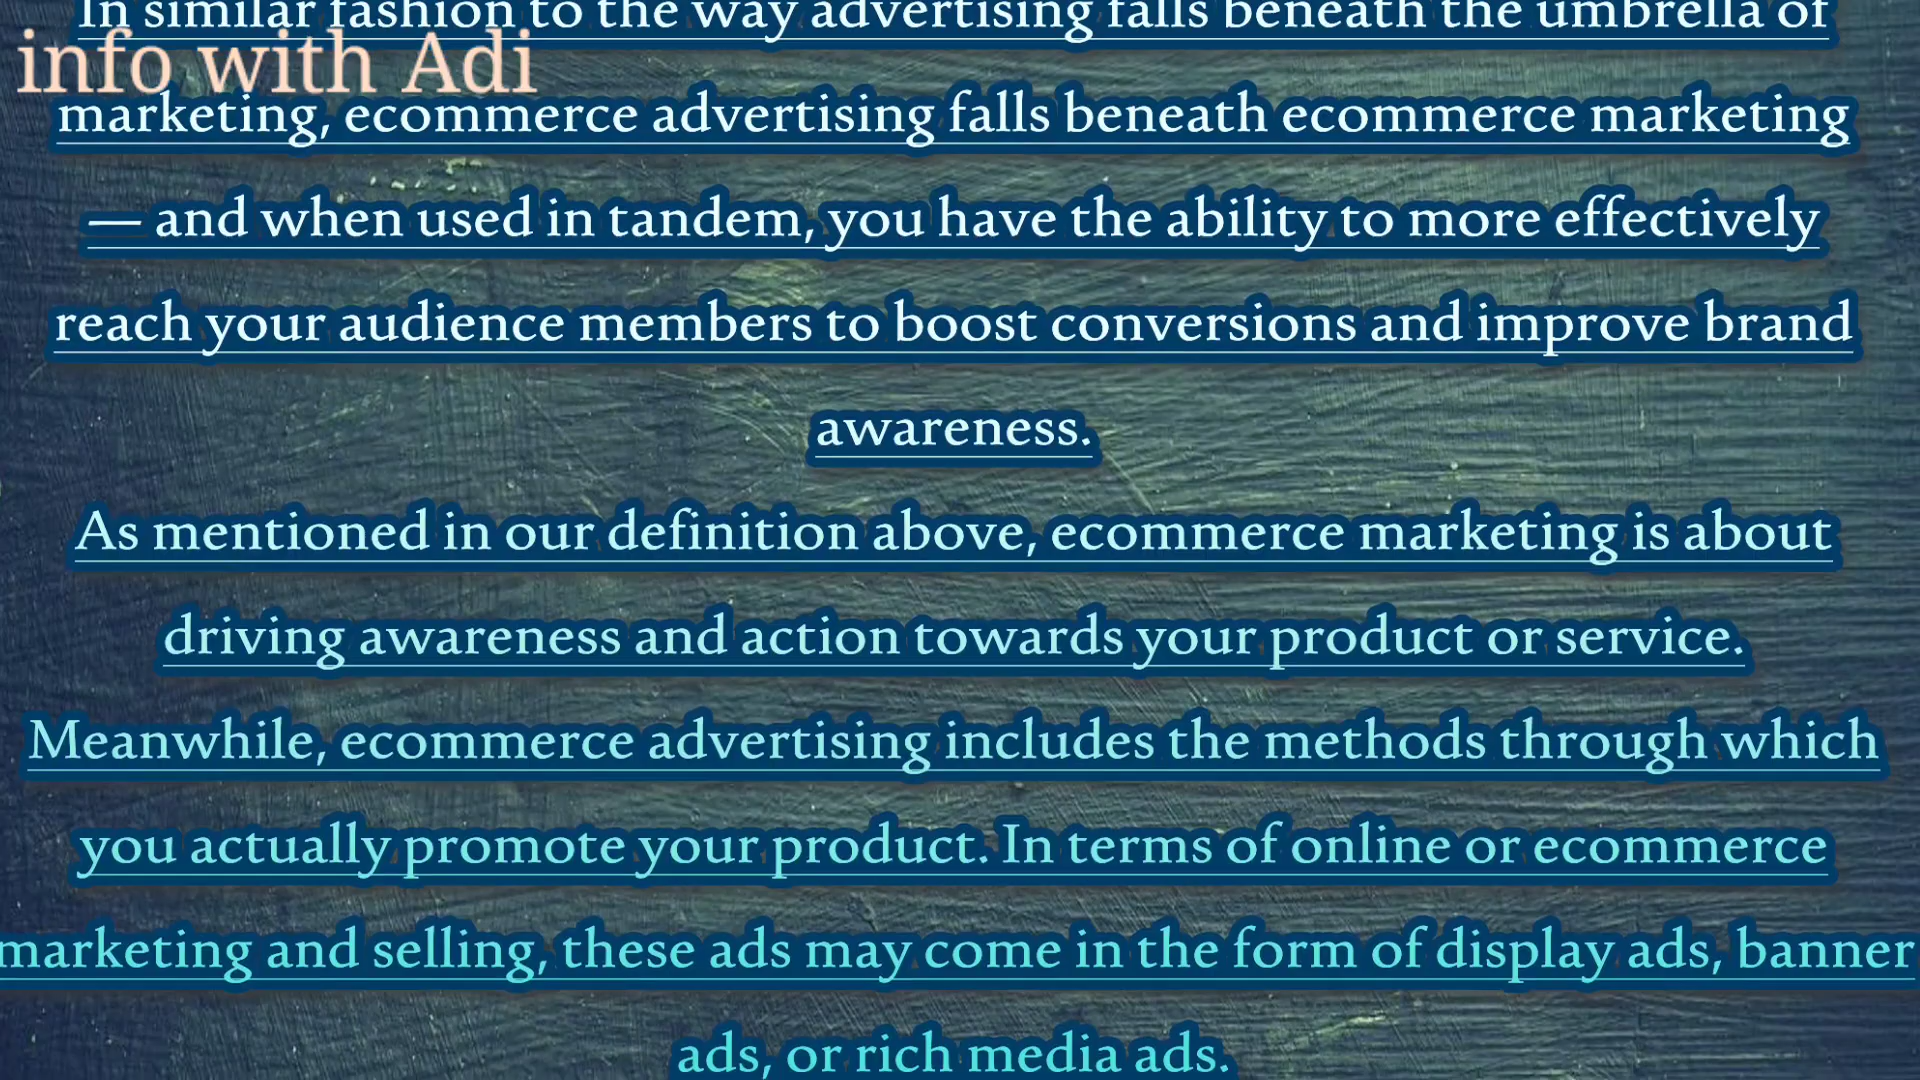 In similar fashion to the way advertising falls beneath the umbrella of
info with Adi
marketing, ecommerce advertising falls beneath ecommerce marketing
— and when used in tandem, you have the ability to more effectively
reach your audience members to boost conversions and improve brand
awareness.
As mentioned in our definition above, ecommerce marketing is about
driving awareness and action towards your product or service.
Meanwhile, ecommerce advertising includes the methods through which
you actually promote your product. In terms of online or ecommerce
marketing and selling, these ads may come in the form of display ads, banner
ads, or rich media ads.